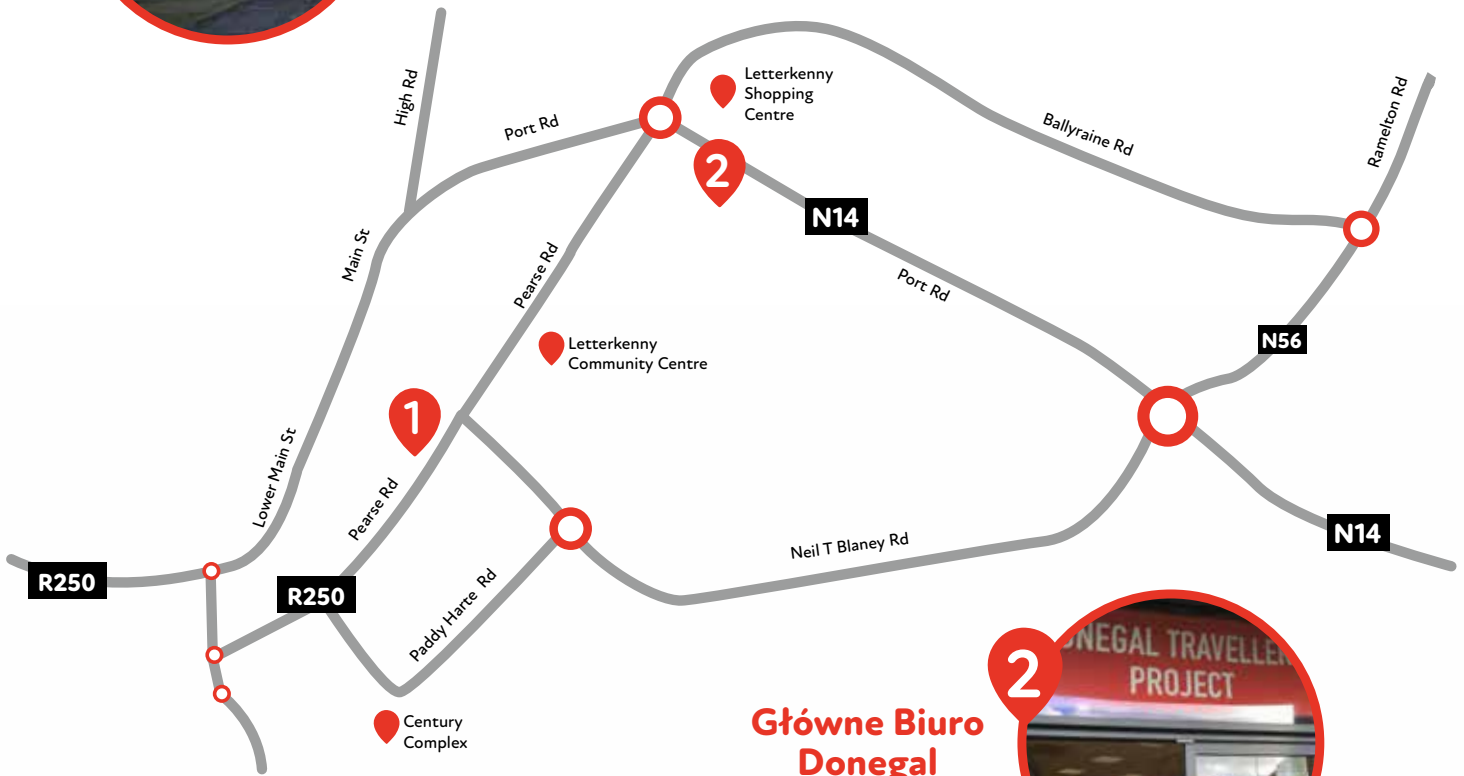 High Rd
Port Rd
Letterkenny
Shopping
Centre
Ballyraine Rd
Ramelton Rd
2
N14
Main St
Pearse Rd
Port Rd
N56
Letterkenny
Community Centre
1
Lower Main St
Pearse Rd
N14
Neil T Blaney Rd
R250
R250
Paddy Harte Rd
Century
Complex
2
TRAVELLER
PROJECT
Główne Biuro
Donegal